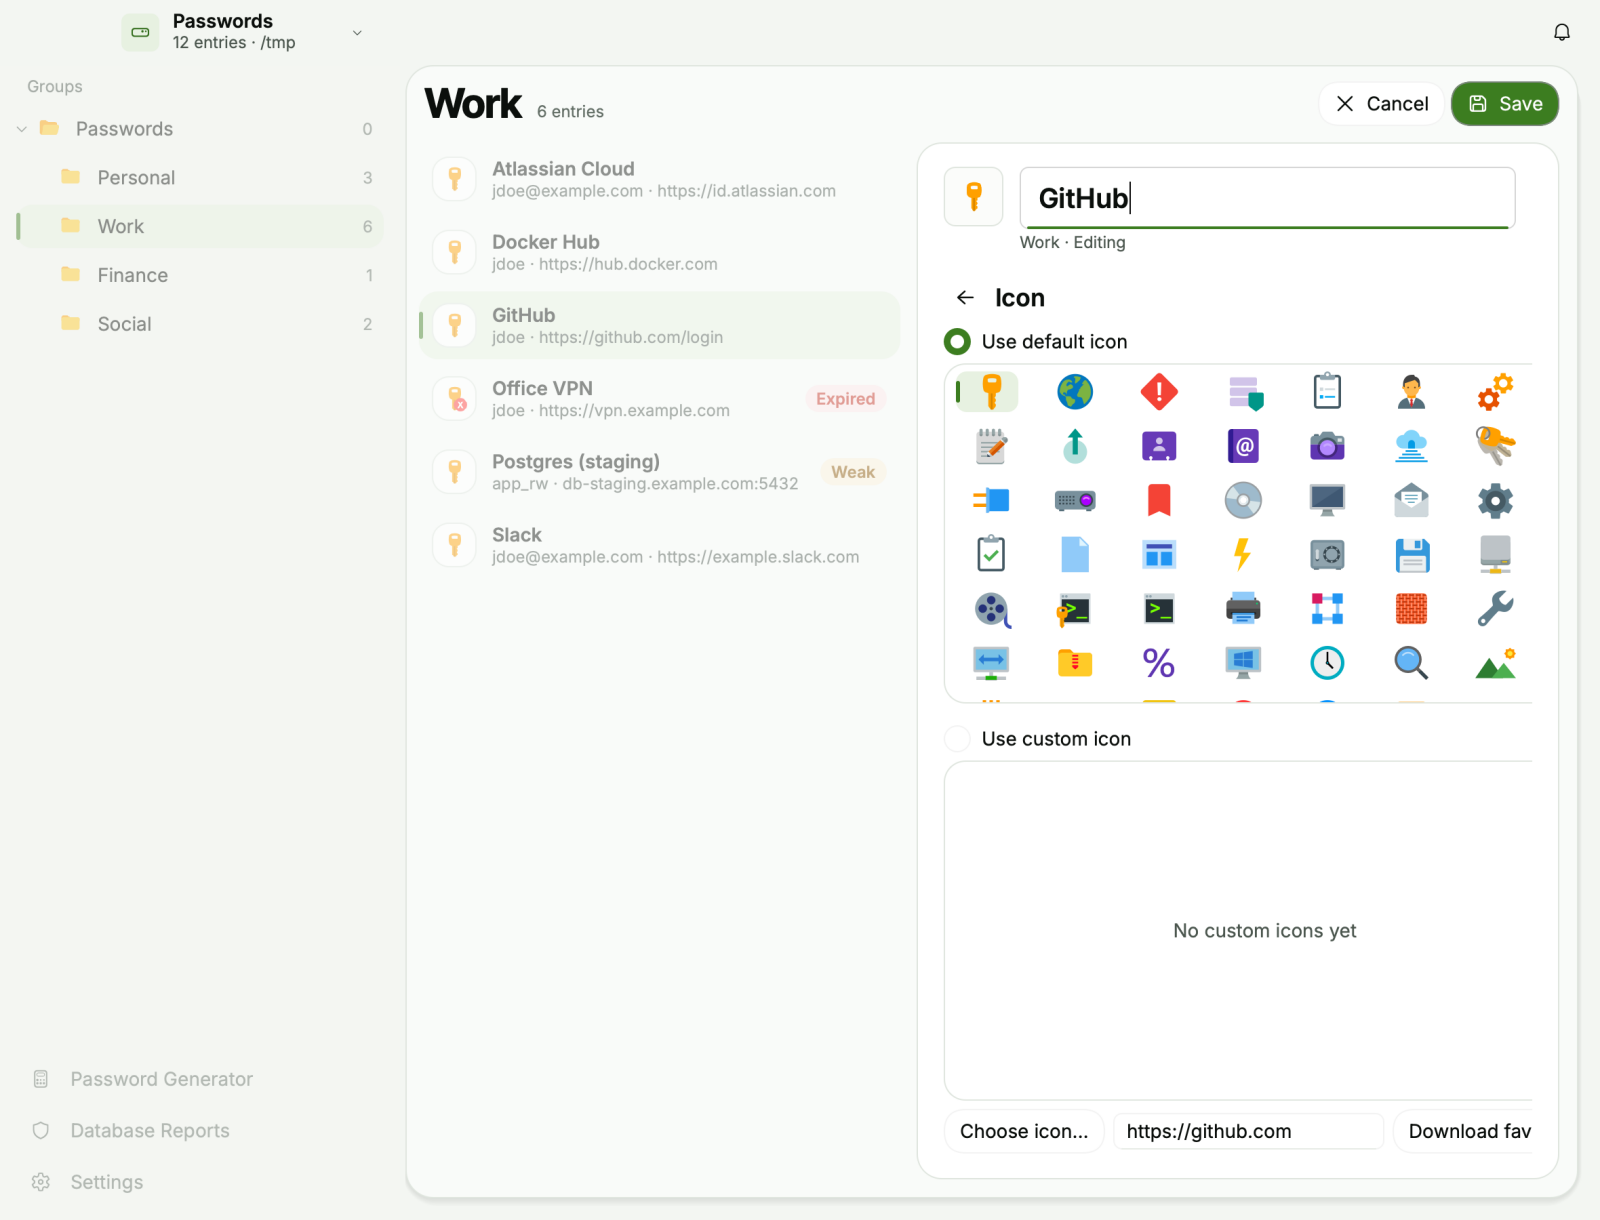 Passwords
12 entries · /tmp
Groups
Passwords 0
Personal 3
Work 6
Finance 1
Social 2
Password Generator
Database Reports
Settings
Work 6 entries
Cancel
Save
Atlassian Cloud
jdoe@example.com · https://id.atlassian.com
Docker Hub
jdoe · https://hub.docker.com
GitHub
jdoe · https://github.com/login
Office VPN
jdoe · https://vpn.example.com
Expired
Postgres (staging)
app_rw · db-staging.example.com:5432
Weak
Slack
jdoe@example.com · https://example.slack.com
GitHub
Work · Editing
Icon
Use default icon
Use custom icon
No custom icons yet
Choose icon...
https://github.com
Download fav